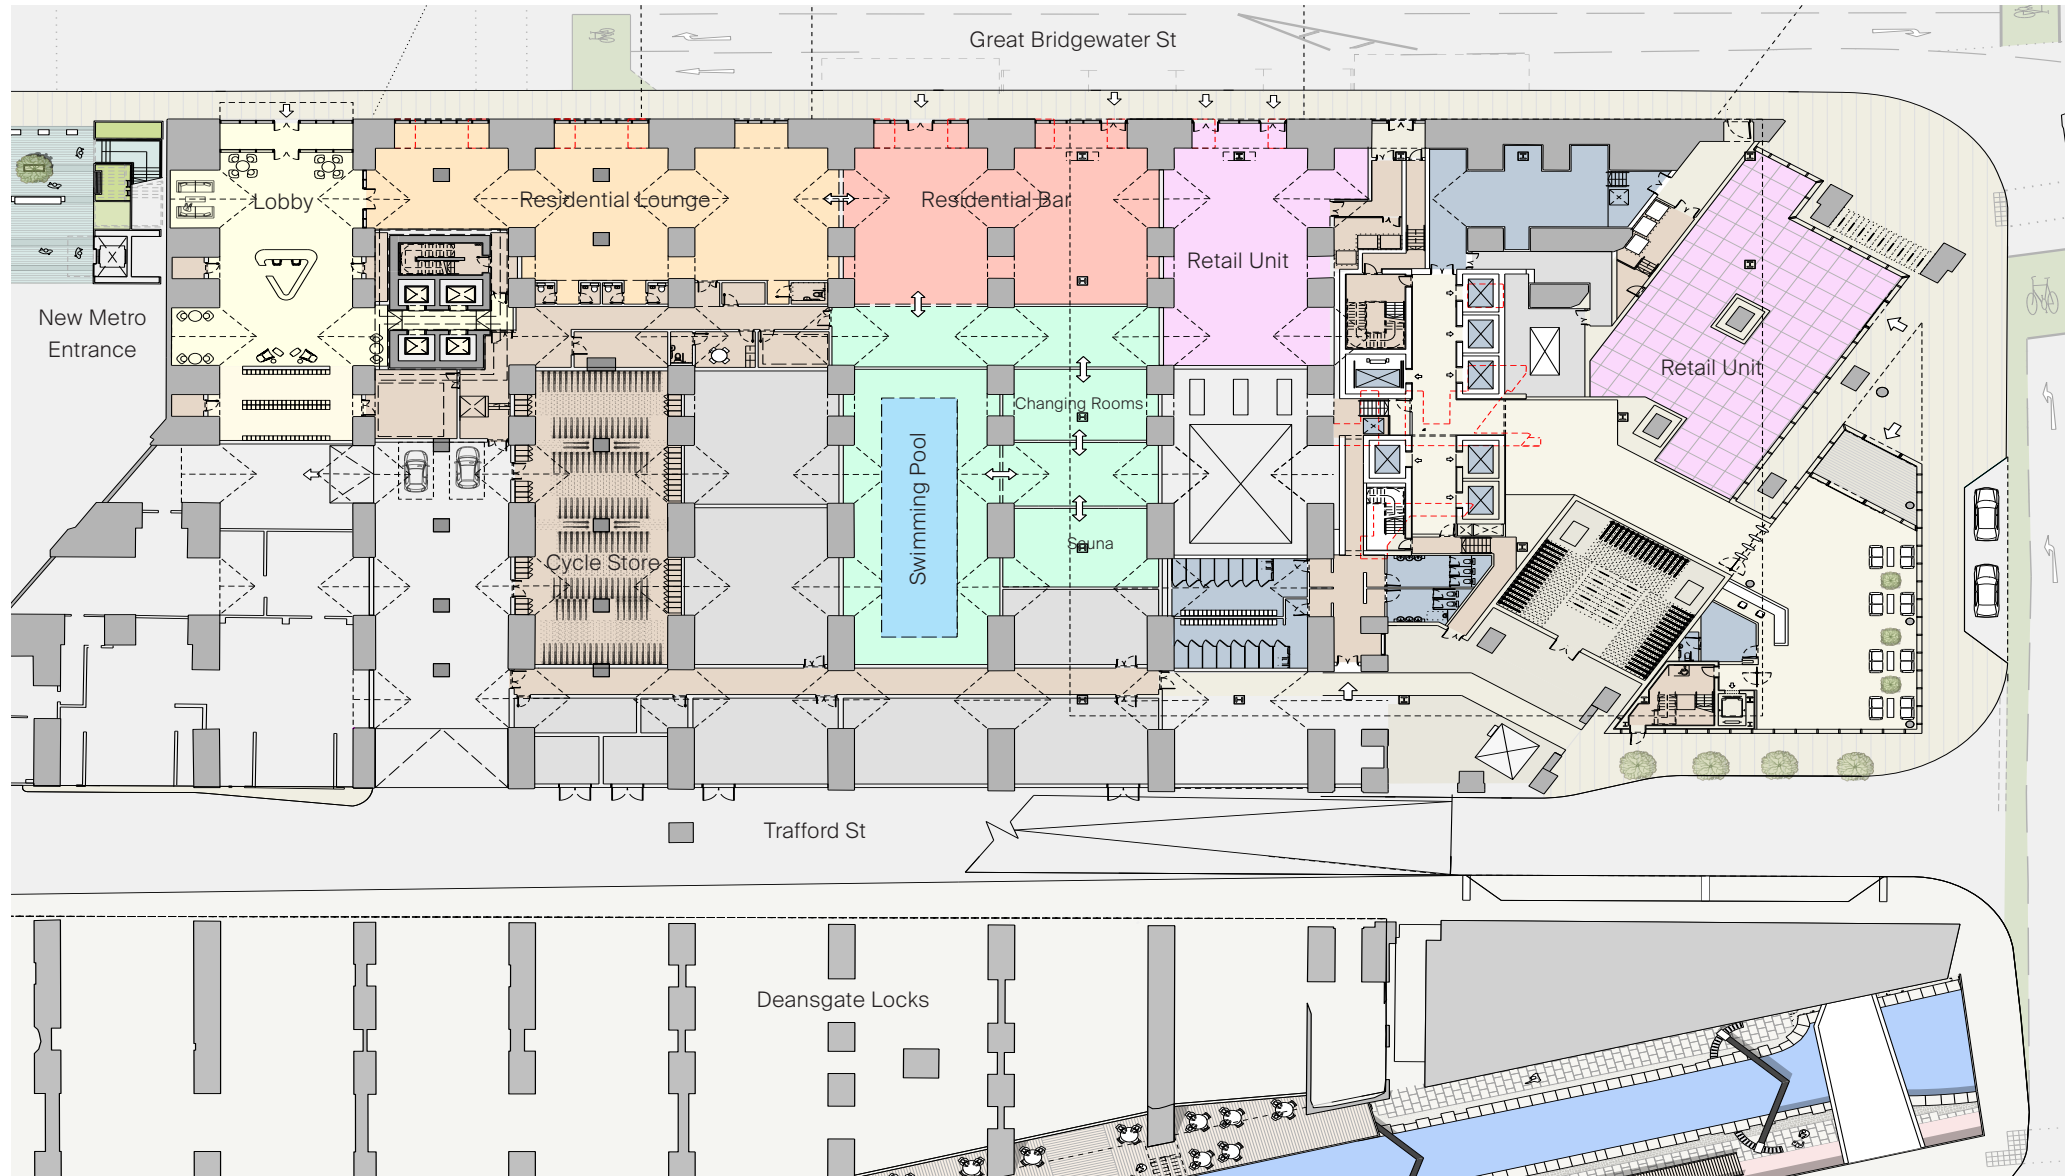 Great Bridgewater St
Lobby
Residential Lounge
Residential Bar
Retail Unit
New Metro
Entrance
Retail Unit
Changing Rooms
Swimming Pool
Sauna
Cycle Store
Trafford St
Deansgate Locks